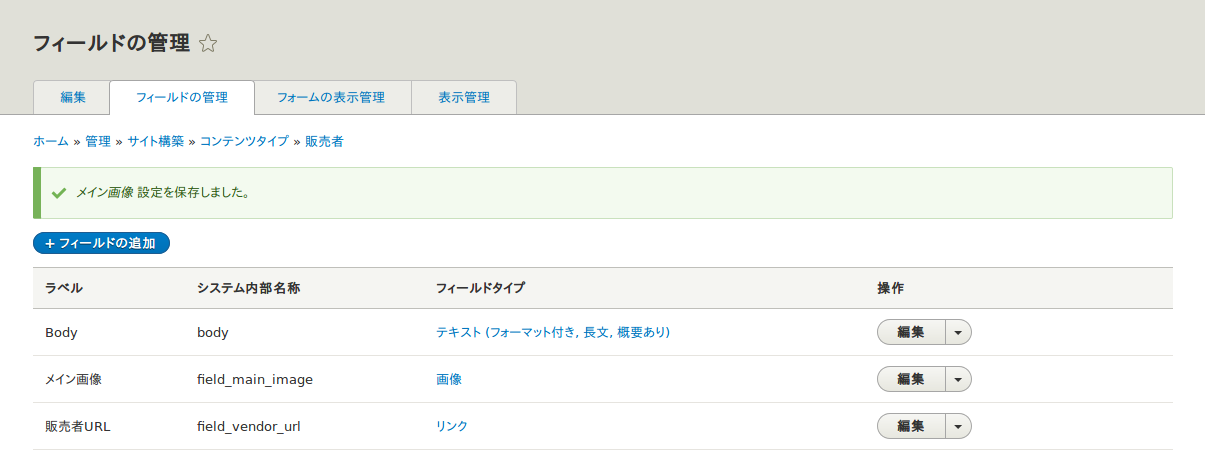 フィールドの管理
編集 フィールドの管理 フォームの表示管理 表示管理
ホーム » 管理 » サイト構築 » コンテンツタイプ » 販売者
メイン画像 設定を保存しました。
+ フィールドの追加
ラベル システム内部名称 フィールドタイプ 操作
Body body テキスト (フォーマット付き, 長文, 概要あり) 編集
メイン画像 field_main_image 画像 編集
販売者URL field_vendor_url リンク 編集